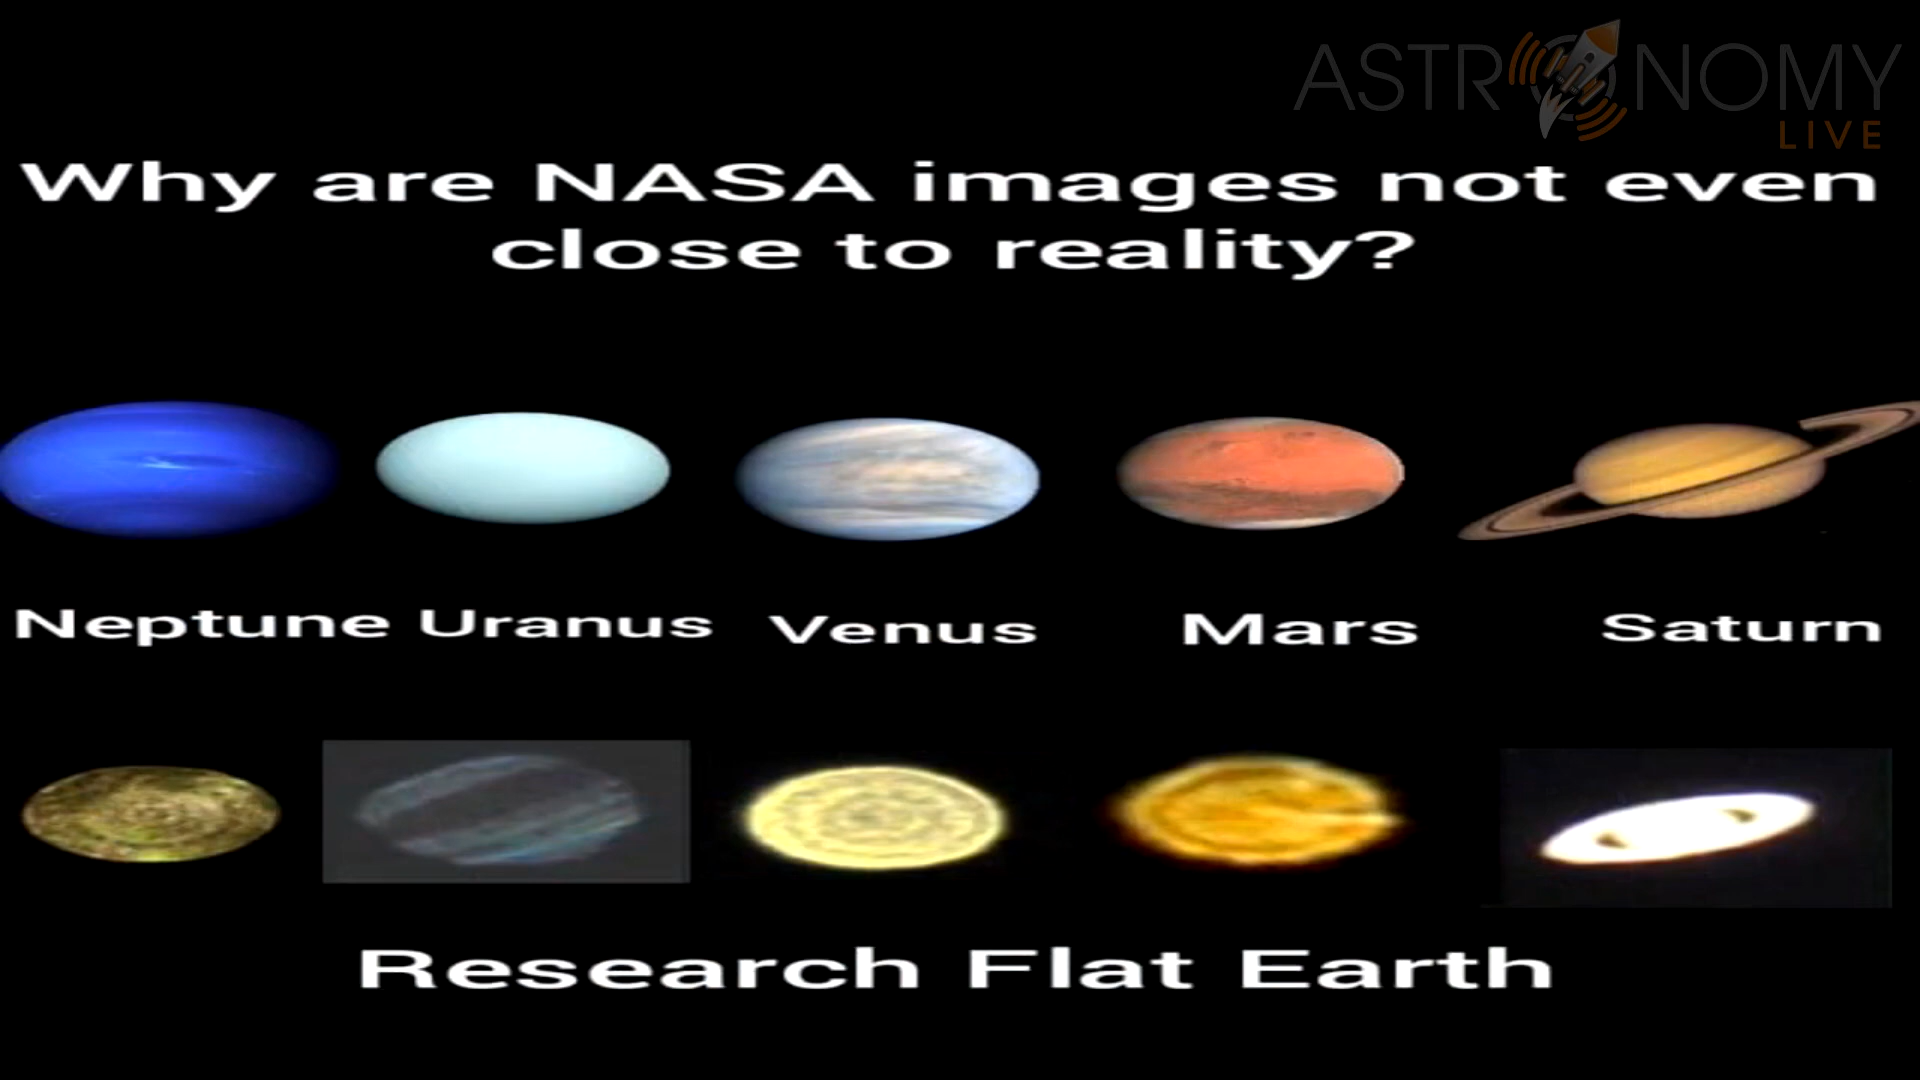 ASTRONOMY
LIVE
Why are NASA images not even
close to reality?
Neptune Uranus Venus Mars Saturn
Research Flat Earth